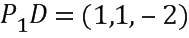 P₁D = (1,1, – 2)